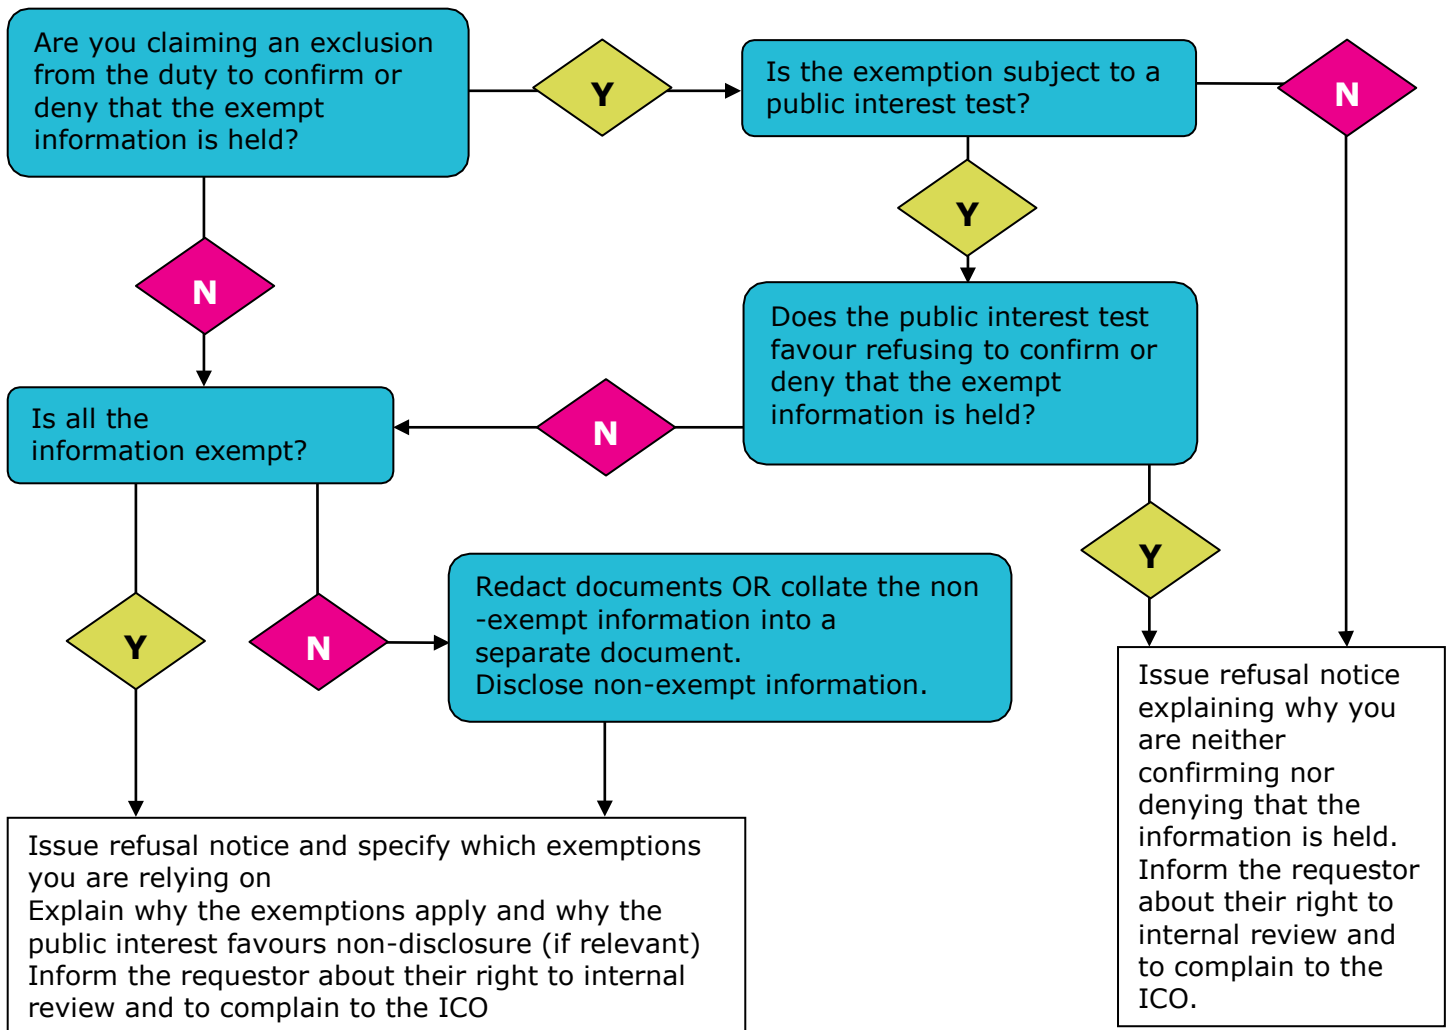 Are you claiming an exclusion
from the duty to confirm or
deny that the exempt
information is held?
Y
Is the exemption subject to a
public interest test?
N
Y
N
Does the public interest test
favour refusing to confirm or
deny that the exempt
information is held?
Is all the
information exempt?
N
Y
Redact documents OR collate the non
-exempt information into a
separate document.
Disclose non-exempt information.
Y
N
Issue refusal notice
explaining why you
are neither
confirming nor
denying that the
information is held.
Inform the requestor
about their right to
internal review and
to complain to the
ICO.
Issue refusal notice and specify which exemptions
you are relying on
Explain why the exemptions apply and why the
public interest favours non-disclosure (if relevant)
Inform the requestor about their right to internal
review and to complain to the ICO